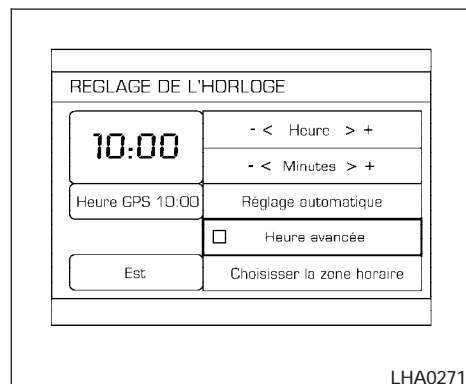 REGLAGE DE L'HORLOGE
10:00
- < Heure > +
- < Minutes > +
Heure GPS 10:00
Réglage automatique
Heure avancée
Est
Choisisser la zone horaire
LHA0271